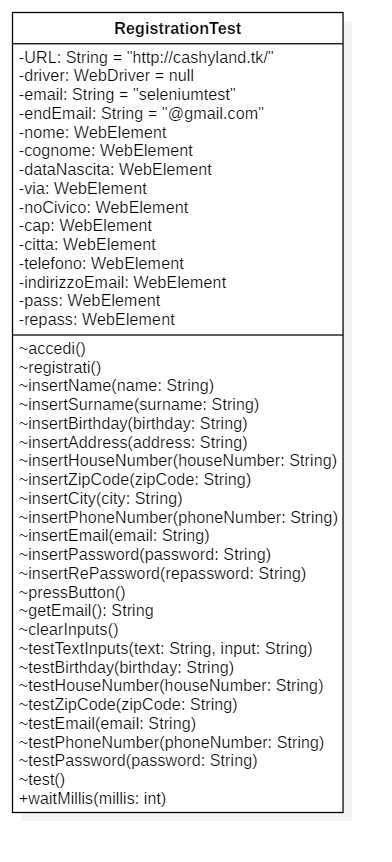 RegistrationTest
-URL: String = "http://cashyland.tk/"
-driver: WebDriver = null
-email: String = "seleniumtest"
-endEmail: String = "@gmail.com"
-nome: WebElement
-cognome: WebElement
-dataNascita: WebElement
-via: WebElement
-noCivico: WebElement
-cap: WebElement
-citta: WebElement
-telefono: WebElement
-indirizzoEmail: WebElement
-pass: WebElement
-repass: WebElement
~accedi()
~registrati()
~insertName(name: String)
~insertSurname(surname: String)
~insertBirthday(birthday: String)
~insertAddress(address: String)
~insertHouseNumber(houseNumber: String)
~insertZipCode(zipCode: String)
~insertCity(city: String)
~insertPhoneNumber(phoneNumber: String)
~insertEmail(email: String)
~insertPassword(password: String)
~insertRePassword(repassword: String)
~pressButton()
~getEmail(): String
~clearInputs()
~testTextInputs(text: String, input: String)
~testBirthday(birthday: String)
~testHouseNumber(houseNumber: String)
~testZipCode(zipCode: String)
~testEmail(email: String)
~testPhoneNumber(phoneNumber: String)
~testPassword(password: String)
~test()
+waitMillis(millis: int)